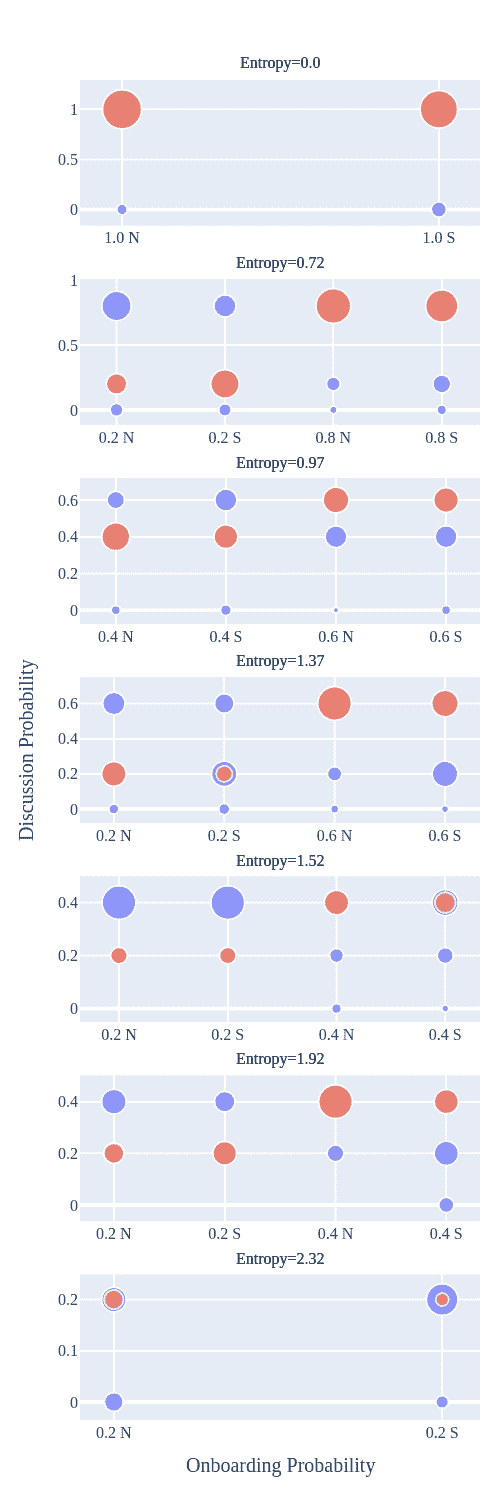 Entropy=0.0
1
0.5
0
1.0 N 1.0 S
Entropy=0.72
1
0.5
0
0.2 N 0.2 S 0.8 N 0.8 S
Entropy=0.97
0.6
0.4
0.2
0
0.4 N 0.4 S 0.6 N 0.6 S
Entropy=1.37
0.6
0.4
0.2
0
0.2 N 0.2 S 0.6 N 0.6 S
Discussion Probability
Entropy=1.52
0.4
0.2
0
0.2 N 0.2 S 0.4 N 0.4 S
Entropy=1.92
0.4
0.2
0
0.2 N 0.2 S 0.4 N 0.4 S
Entropy=2.32
0.2
0.1
0
0.2 N 0.2 S
Onboarding Probability